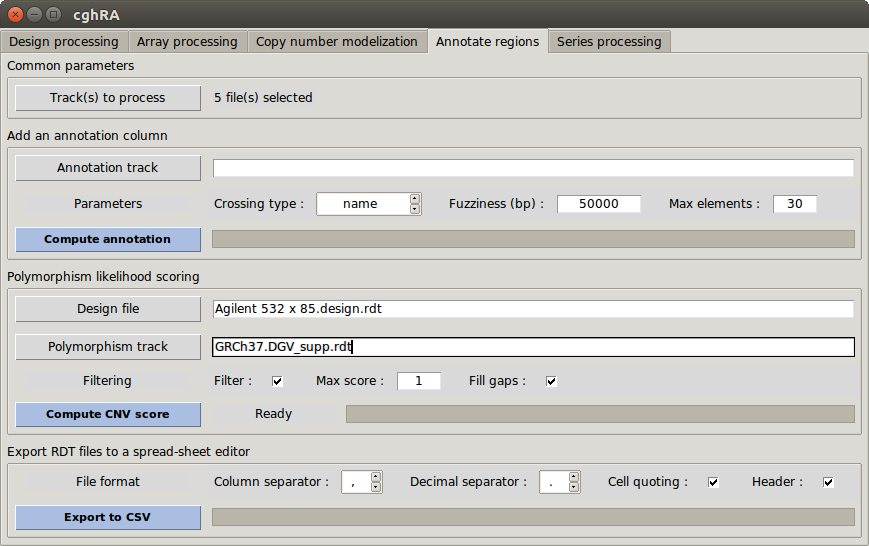 cghRA
Design processing Array processing Copy number modelization Annotate regions Series processing
Common parameters
Track(s) to process 5 file(s) selected
Add an annotation column
Annotation track
Parameters Crossing type : name Fuzziness (bp) : 50000 Max elements : 30
Compute annotation
Polymorphism likelihood scoring
Design file Agilent 532 x 85.design.rdt
Polymorphism track GRCh37.DGV_supp.rdt
Filtering Filter : Max score : 1 Fill gaps :
Compute CNV score Ready
Export RDT files to a spread-sheet editor
File format Column separator : , Decimal separator : . Cell quoting : Header :
Export to CSV